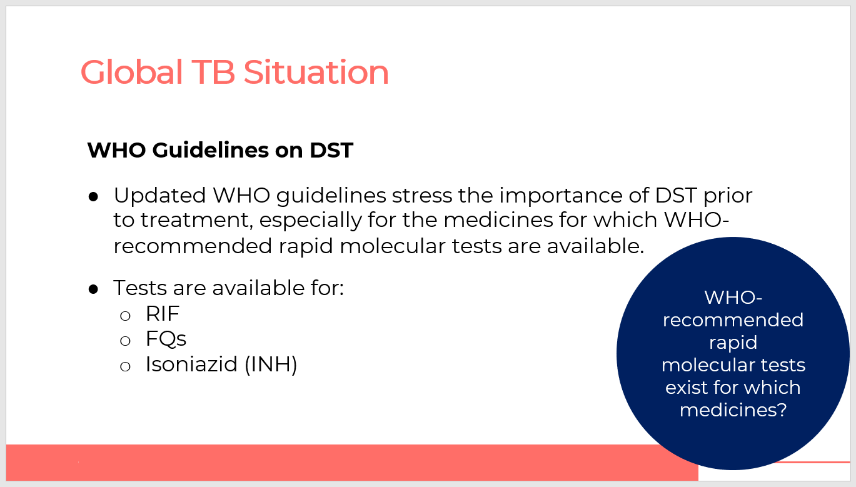 Global TB Situation
WHO Guidelines on DST
● Updated WHO guidelines stress the importance of DST prior
to treatment, especially for the medicines for which WHO-
recommended rapid molecular tests are available.
● Tests are available for:
○ RIF
○ FQs
○ Isoniazid (INH)
WHO-
recommended
rapid
molecular tests
exist for which
medicines?